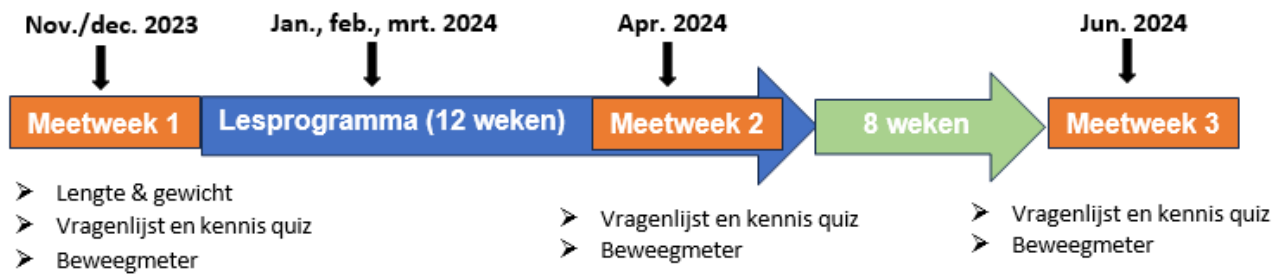 Nov./dec. 2023
Jan., feb., mrt. 2024
Apr. 2024
Jun. 2024
Meetweek 1
Lesprogramma (12 weken)
Meetweek 2
8 weken
Meetweek 3
➢ Lengte & gewicht
➢ Vragenlijst en kennis quiz
➢ Beweegmeter
➢ Vragenlijst en kennis quiz
➢ Beweegmeter
➢ Vragenlijst en kennis quiz
➢ Beweegmeter